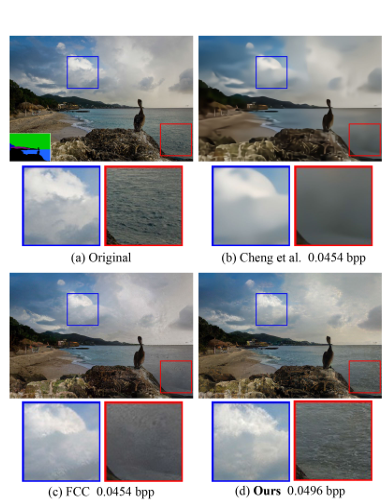 (a) Original
(b) Cheng et al. 0.0454 bpp
(c) FCC 0.0454 bpp
(d) Ours 0.0496 bpp